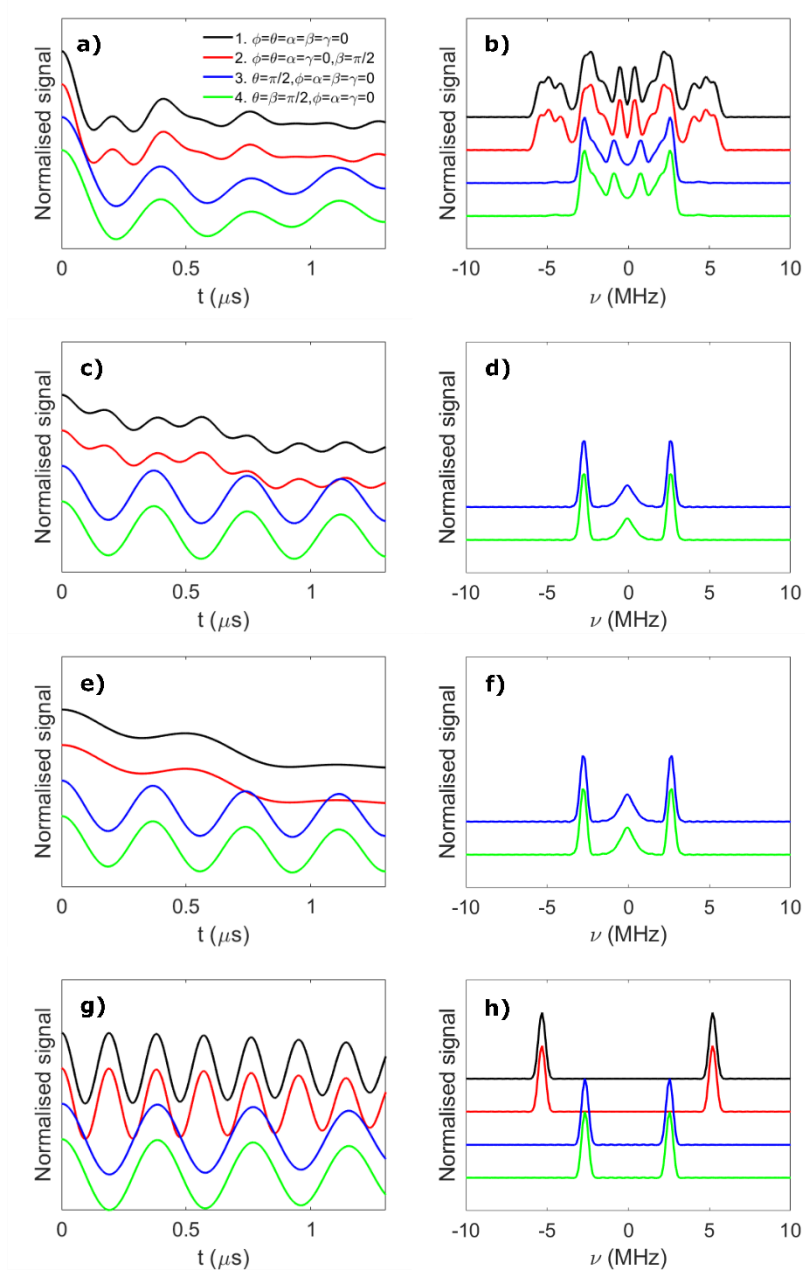 a)
1. ϕ=θ=α=β=γ=0
2. ϕ=θ=α=γ=0,β=π/2
3. θ=π/2,ϕ=α=β=γ=0
4. θ=β=π/2,ϕ=α=γ=0
Normalised signal
0 0.5 1
t (μs)
b)
Normalised signal
-10 -5 0 5 10
ν (MHz)
c)
Normalised signal
0 0.5 1
t (μs)
d)
Normalised signal
-10 -5 0 5 10
ν (MHz)
e)
Normalised signal
0 0.5 1
t (μs)
f)
Normalised signal
-10 -5 0 5 10
ν (MHz)
g)
Normalised signal
0 0.5 1
t (μs)
h)
Normalised signal
-10 -5 0 5 10
ν (MHz)